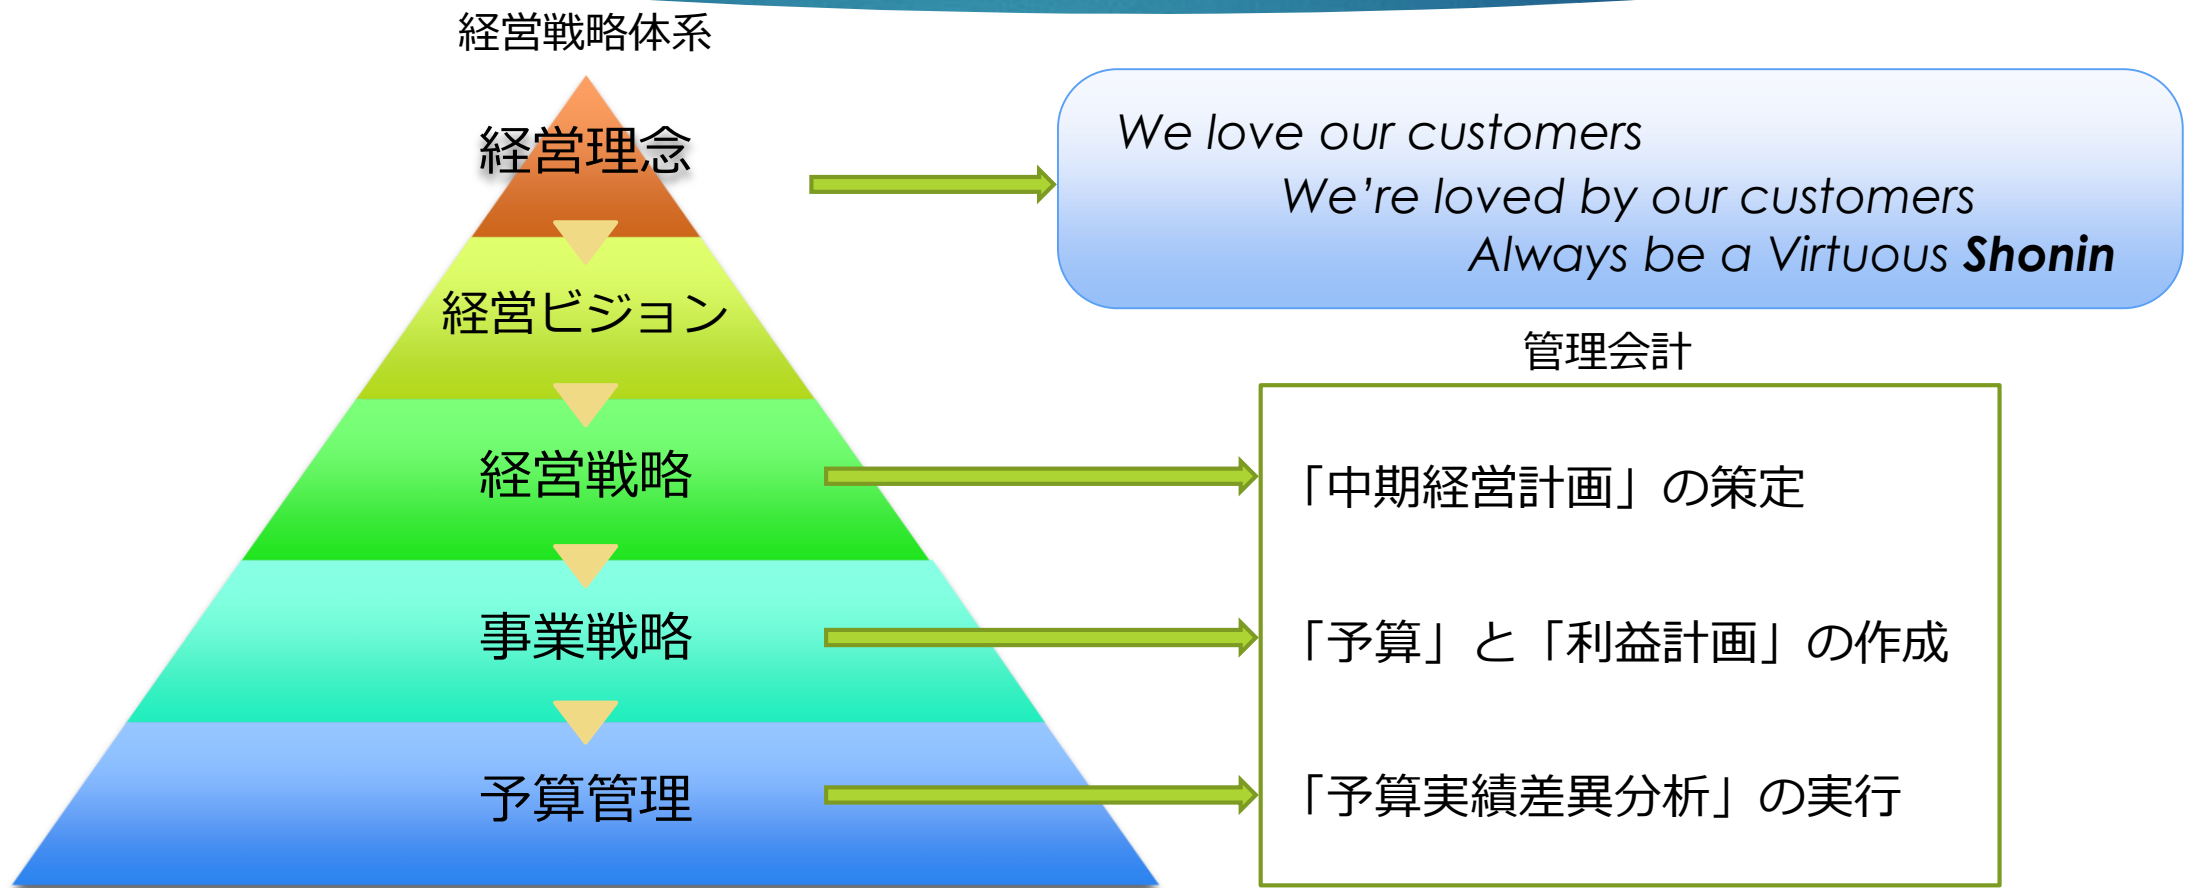 経営戦略体系
経営理念
経営ビジョン
経営戦略
事業戦略
予算管理
We love our customers
We’re loved by our customers
Always be a Virtuous Shonin
管理会計
「中期経営計画」の策定
「予算」と「利益計画」の作成
「予算実績差異分析」の実行